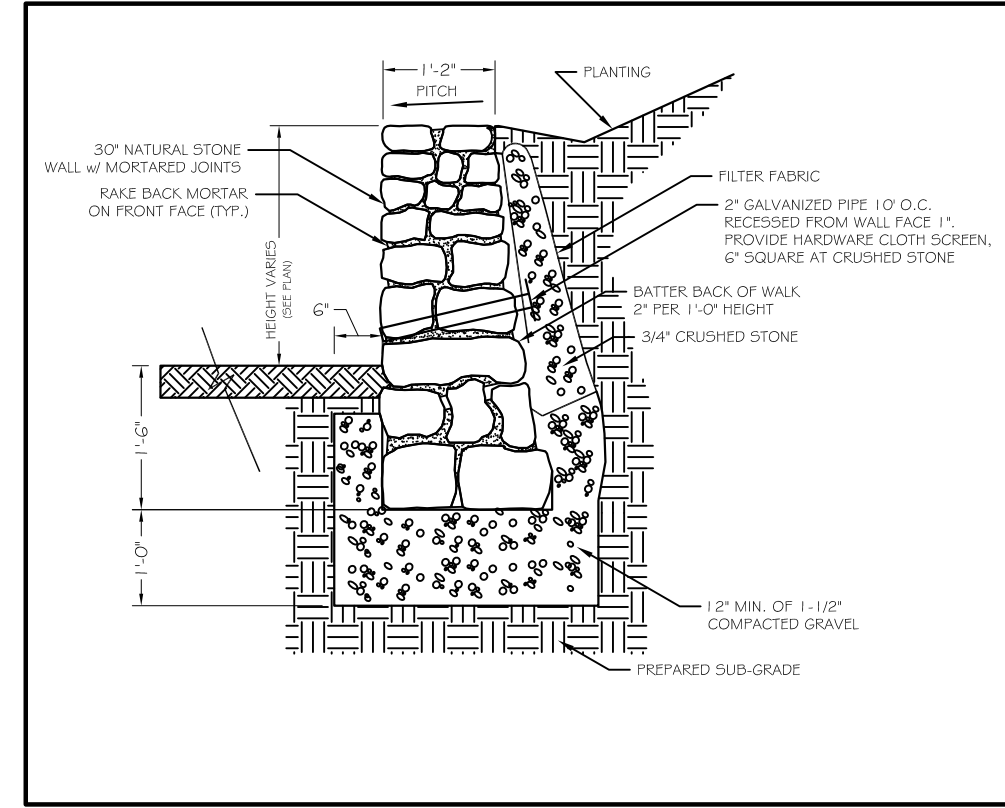 1'-2"
PITCH
PLANTING
30" NATURAL STONE
WALL w/ MORTARED JOINTS
RAKE BACK MORTAR
ON FRONT FACE (TYP.)
HEIGHT VARIES
(SEE PLAN)
FILTER FABRIC
2" GALVANIZED PIPE 10' O.C.
RECESSED FROM WALL FACE 1".
PROVIDE HARDWARE CLOTH SCREEN,
6" SQUARE AT CRUSHED STONE
6"
BATTER BACK OF WALK
2" PER 1'-0" HEIGHT
3/4" CRUSHED STONE
1'-6"
1'-0"
12" MIN. OF 1-1/2"
COMPACTED GRAVEL
PREPARED SUB-GRADE